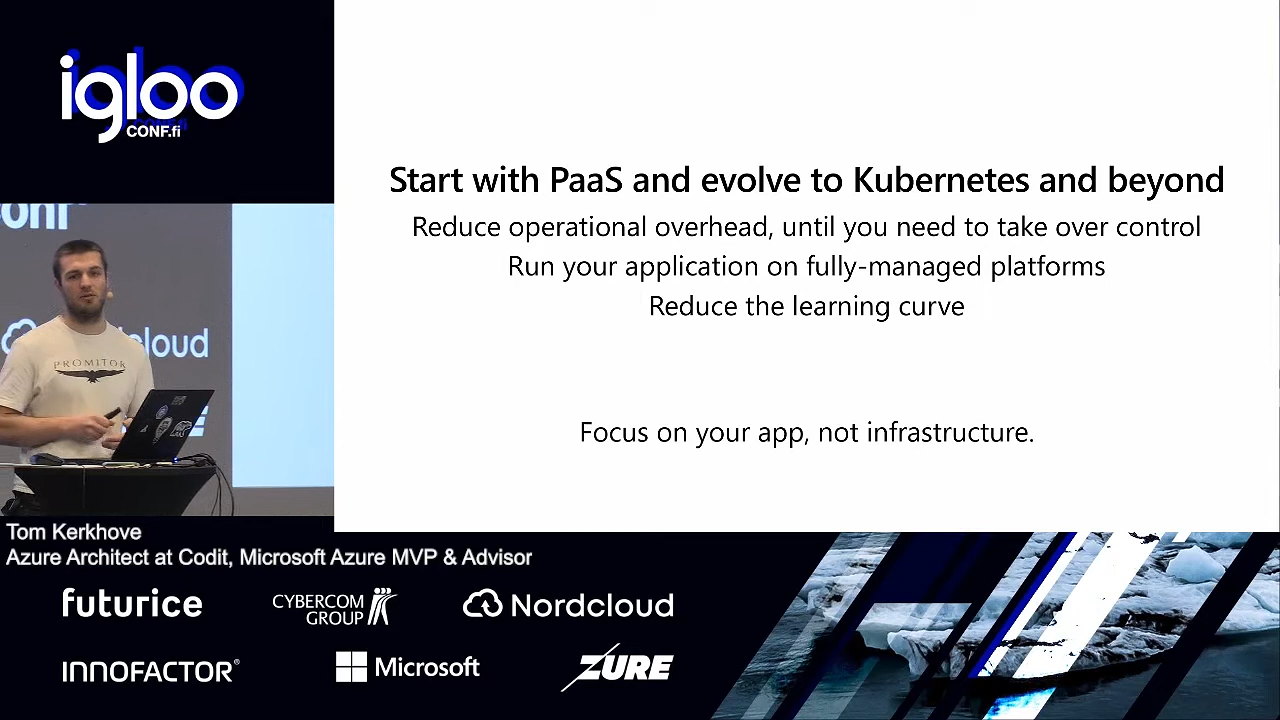 igloo
CONF.fi
Start with PaaS and evolve to Kubernetes and beyond
Reduce operational overhead, until you need to take over control
Run your application on fully-managed platforms
Reduce the learning curve
Focus on your app, not infrastructure.
conf
Nordcloud
PROMITOR
Tom Kerkhove
Azure Architect at Codit, Microsoft Azure MVP & Advisor
futurice
CYBERCOM
GROUP
Nordcloud
INNOFACTOR®
Microsoft
ZURE